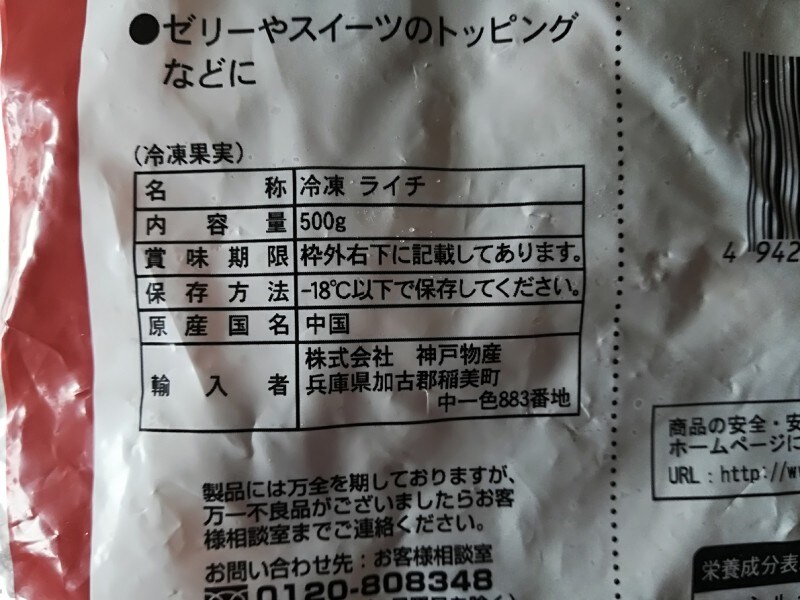 ●ゼリーやスイーツのトッピング
などに
(冷凍果実)
名称 冷凍 ライチ
内容量 500g
賞味期限 枠外右下に記載してあります。
保存方法 -18℃以下で保存してください。
原産国名 中国
輸入者 株式会社 神戸物産
兵庫県加古郡稲美町
中一色883番地
製品には万全を期しておりますが、
万一不良品がございましたらお客
様相談室までご連絡ください。
お問い合わせ先:お客様相談室
0120-808348
4 942
商品の安全・安
ホームページに
URL:http://w
栄養成分表